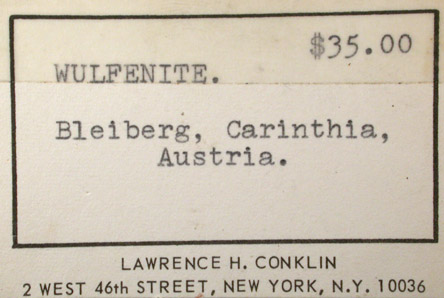 $35.00
WULFENITE.
Bleiberg, Carinthia,
Austria.
LAWRENCE H. CONKLIN
2 WEST 46th STREET, NEW YORK, N.Y. 10036